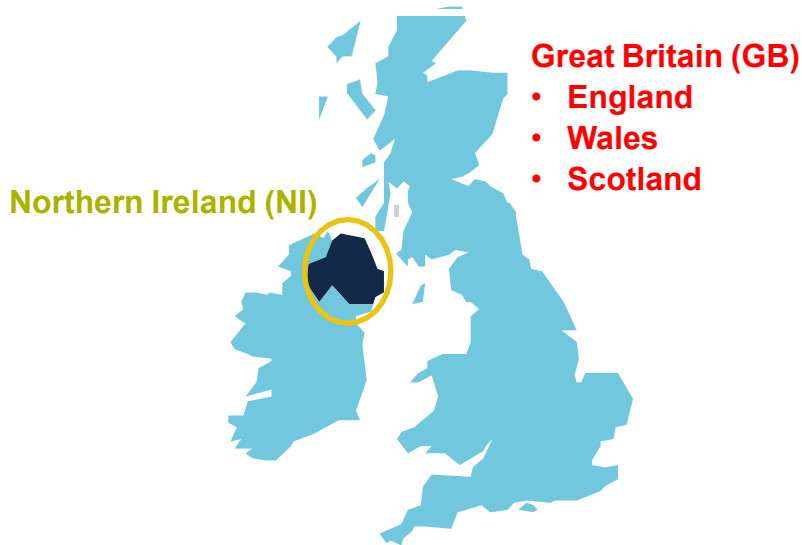 Great Britain (GB)
• England
• Wales
• Scotland
Northern Ireland (NI)